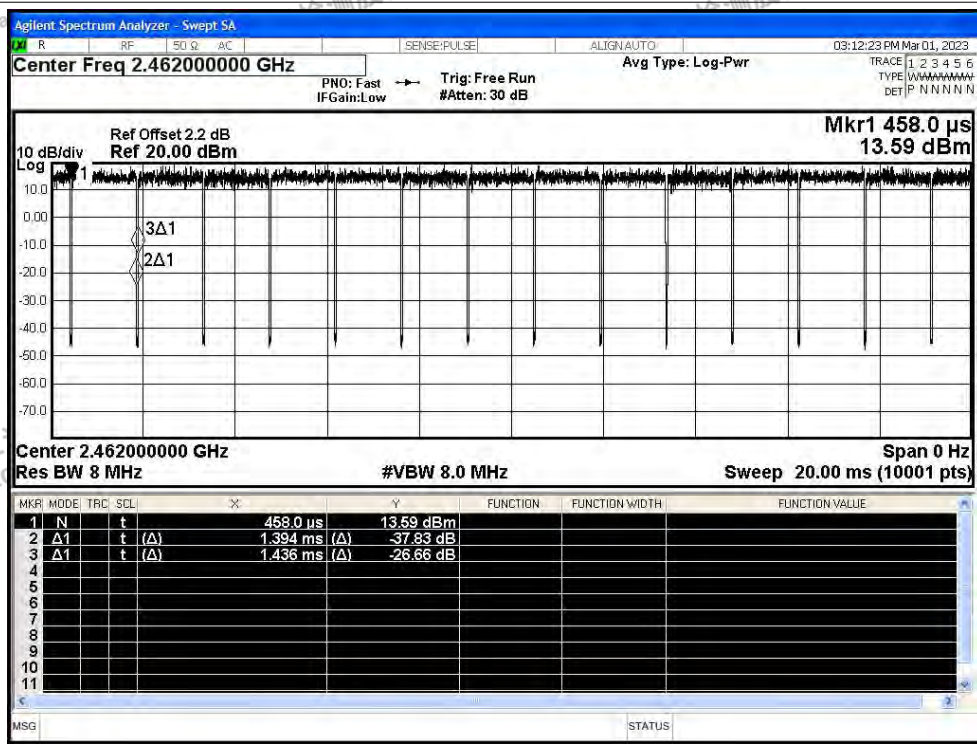 Agilent Spectrum Analyzer - Swept SA
R RF 50 Ω AC SENSE:PULSE ALIGN AUTO 03:12:23 PM Mar 01, 2023
Center Freq 2.462000000 GHz
PNO: Fast
IFGain:Low
Trig: Free Run
#Atten: 30 dB
Avg Type: Log-Pwr
TRACE 1 2 3 4 5 6
TYPE WWWWWW
DET P N N N N N
Ref Offset 2.2 dB
10 dB/div Ref 20.00 dBm
Log
Mkr1 458.0 µs
13.59 dBm
1
10.0
0.00
-10.0
-20.0
-30.0
-40.0
-50.0
-60.0
-70.0
3Δ1
2Δ1
Center 2.462000000 GHz Span 0 Hz
Res BW 8 MHz #VBW 8.0 MHz Sweep 20.00 ms (10001 pts)
MKR MODE TRC SCL X Y FUNCTION FUNCTION WIDTH FUNCTION VALUE
1 N t 458.0 µs 13.59 dBm
2 Δ1 t (Δ) 1.394 ms (Δ) -37.83 dB
3 Δ1 t (Δ) 1.436 ms (Δ) -26.66 dB
4
5
6
7
8
9
10
11
MSG STATUS